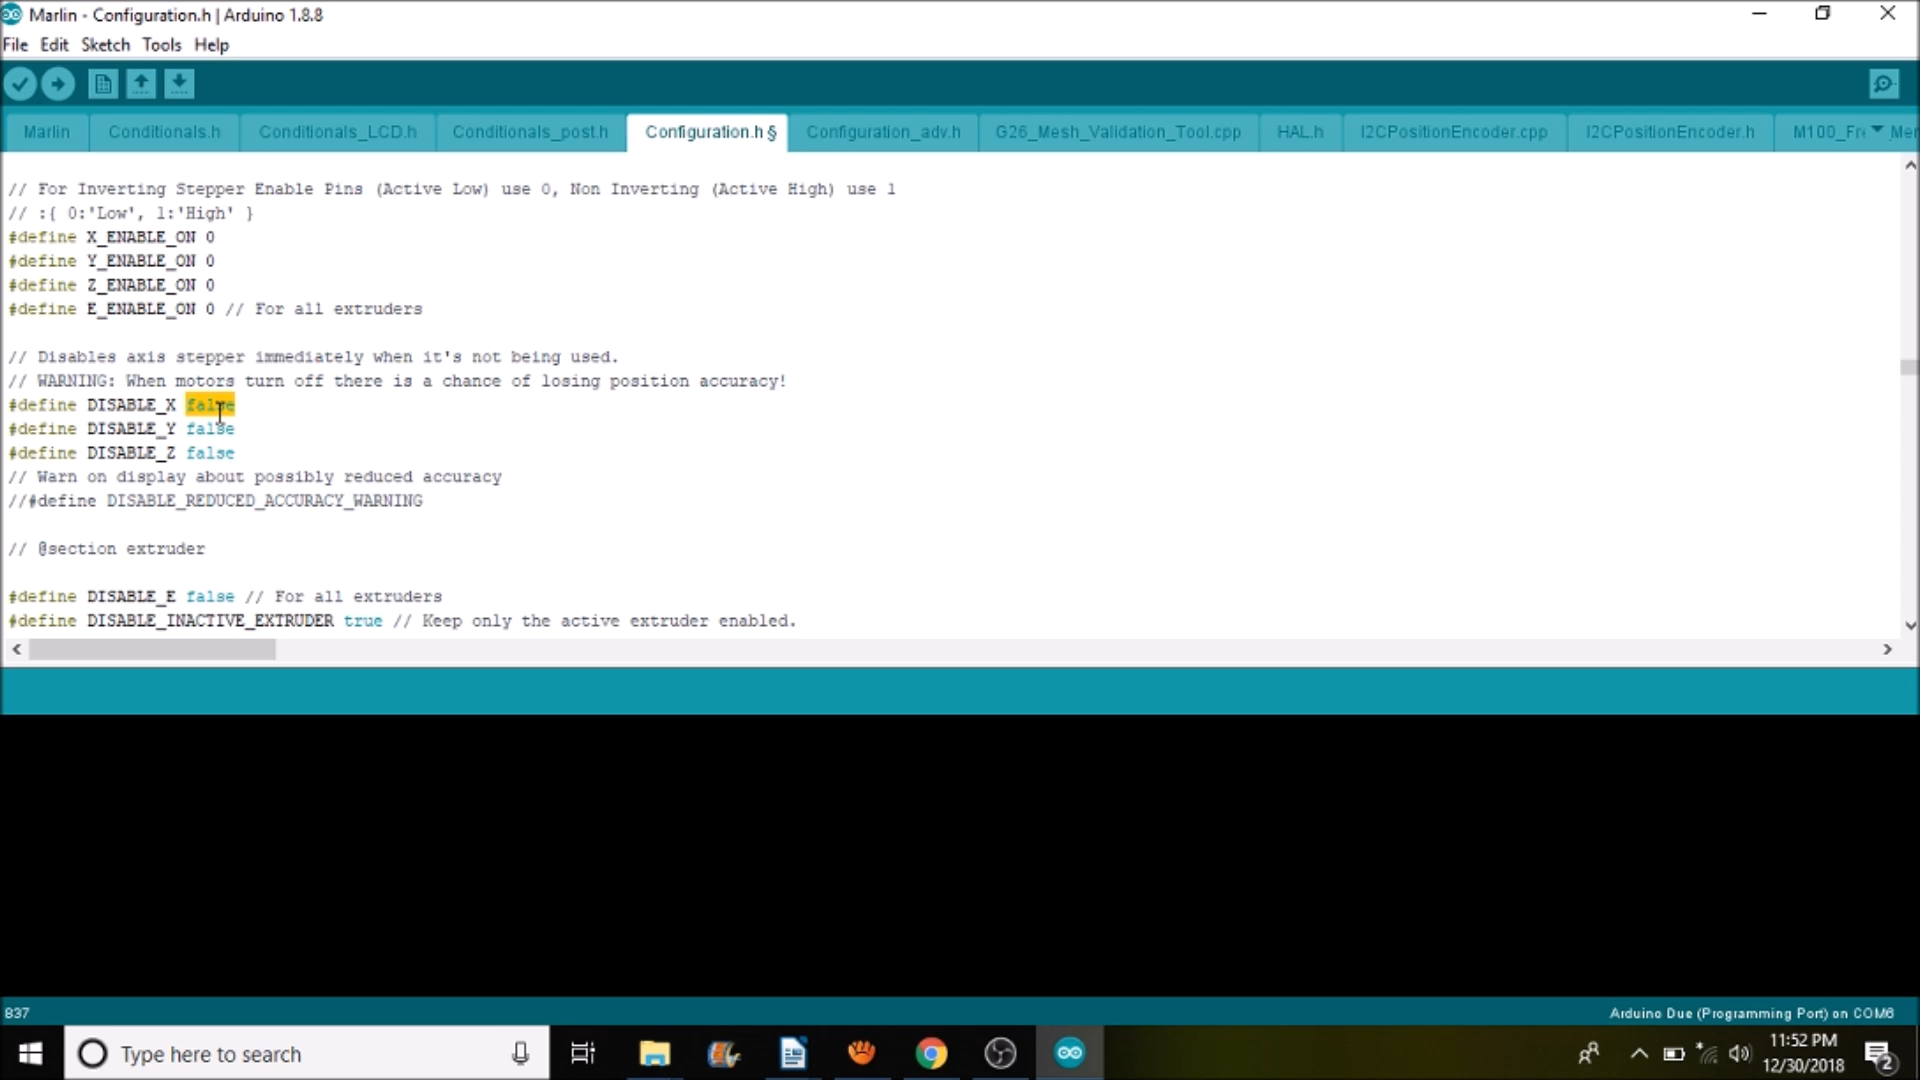 Marlin - Configuration.h | Arduino 1.8.8
File Edit Sketch Tools Help
Marlin Conditionals.h Conditionals_LCD.h Conditionals_post.h Configuration.h § Configuration_adv.h G26_Mesh_Validation_Tool.cpp HAL.h I2CPositionEncoder.cpp I2CPositionEncoder.h M100_Fr Mer
// For Inverting Stepper Enable Pins (Active Low) use 0, Non Inverting (Active High) use 1
// :{ 0:'Low', 1:'High' }
#define X_ENABLE_ON 0
#define Y_ENABLE_ON 0
#define Z_ENABLE_ON 0
#define E_ENABLE_ON 0 // For all extruders
// Disables axis stepper immediately when it's not being used.
// WARNING: When motors turn off there is a chance of losing position accuracy!
#define DISABLE_X false
#define DISABLE_Y false
#define DISABLE_Z false
// Warn on display about possibly reduced accuracy
//#define DISABLE_REDUCED_ACCURACY_WARNING
// @section extruder
#define DISABLE_E false // For all extruders
#define DISABLE_INACTIVE_EXTRUDER true // Keep only the active extruder enabled.
837 Arduino Due (Programming Port) on COM6
Type here to search
11:52 PM
12/30/2018
2